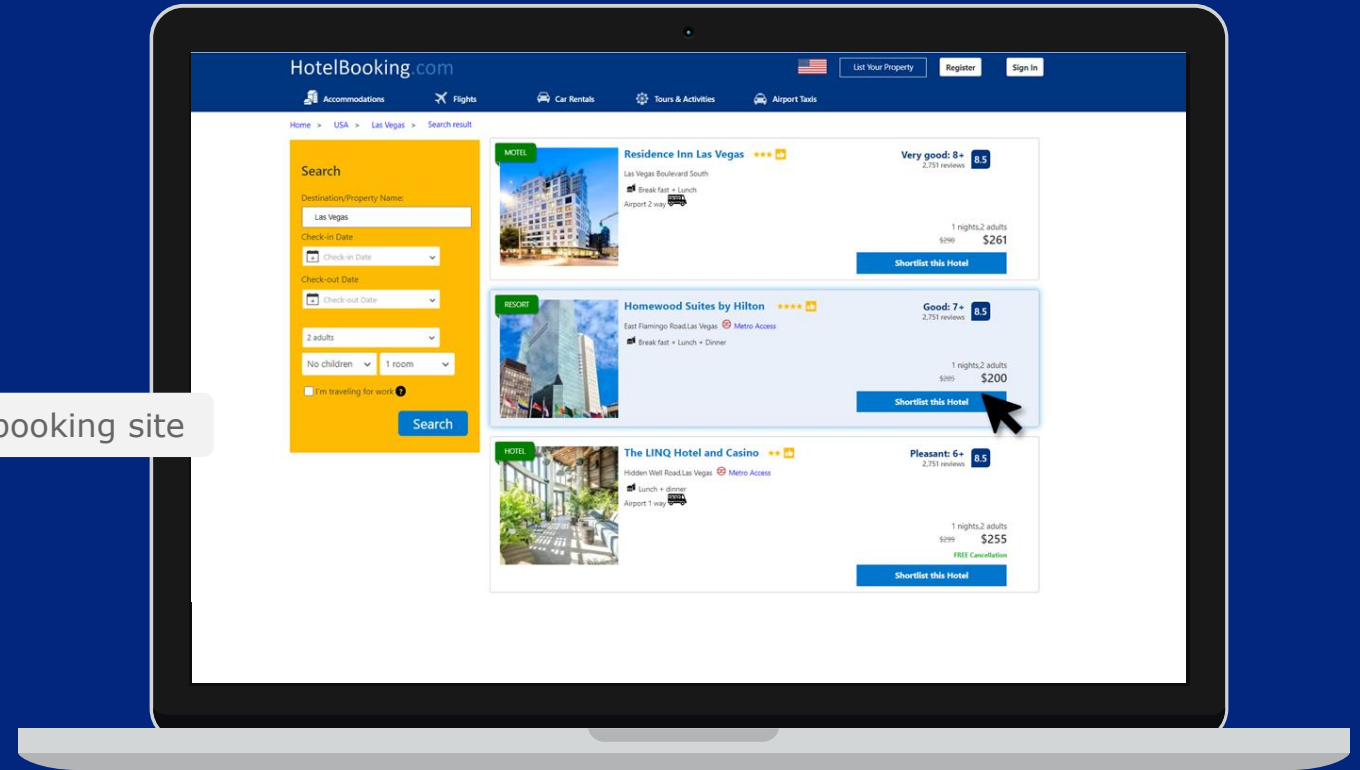 HotelBooking.com
List Your Property
Register
Sign In
Accommodations
Flights
Car Rentals
Tours & Activities
Airport Taxis
Home > USA > Las Vegas > Search result
Search
Destination/Property Name:
Las Vegas
Check-in Date
Check-in Date
Check-out Date
Check-out Date
2 adults
No children
1 room
I'm traveling for work ?
Search
booking site
MOTEL
Residence Inn Las Vegas
Las Vegas Boulevard South
Break fast + Lunch
Airport 2 way
Very good: 8+
2,751 reviews
8.5
1 nights,2 adults
$290 $261
Shortlist this Hotel
RESORT
Homewood Suites by Hilton
East Flamingo Road,Las Vegas Metro Access
Break fast + Lunch + Dinner
Good: 7+
2,751 reviews
8.5
1 nights,2 adults
$285 $200
Shortlist this Hotel
HOTEL
The LINQ Hotel and Casino
Hidden Well Road,Las Vegas Metro Access
Lunch + dinner
Airport 1 way
Pleasant: 6+
2,751 reviews
8.5
1 nights,2 adults
$299 $255
FREE Cancellation
Shortlist this Hotel